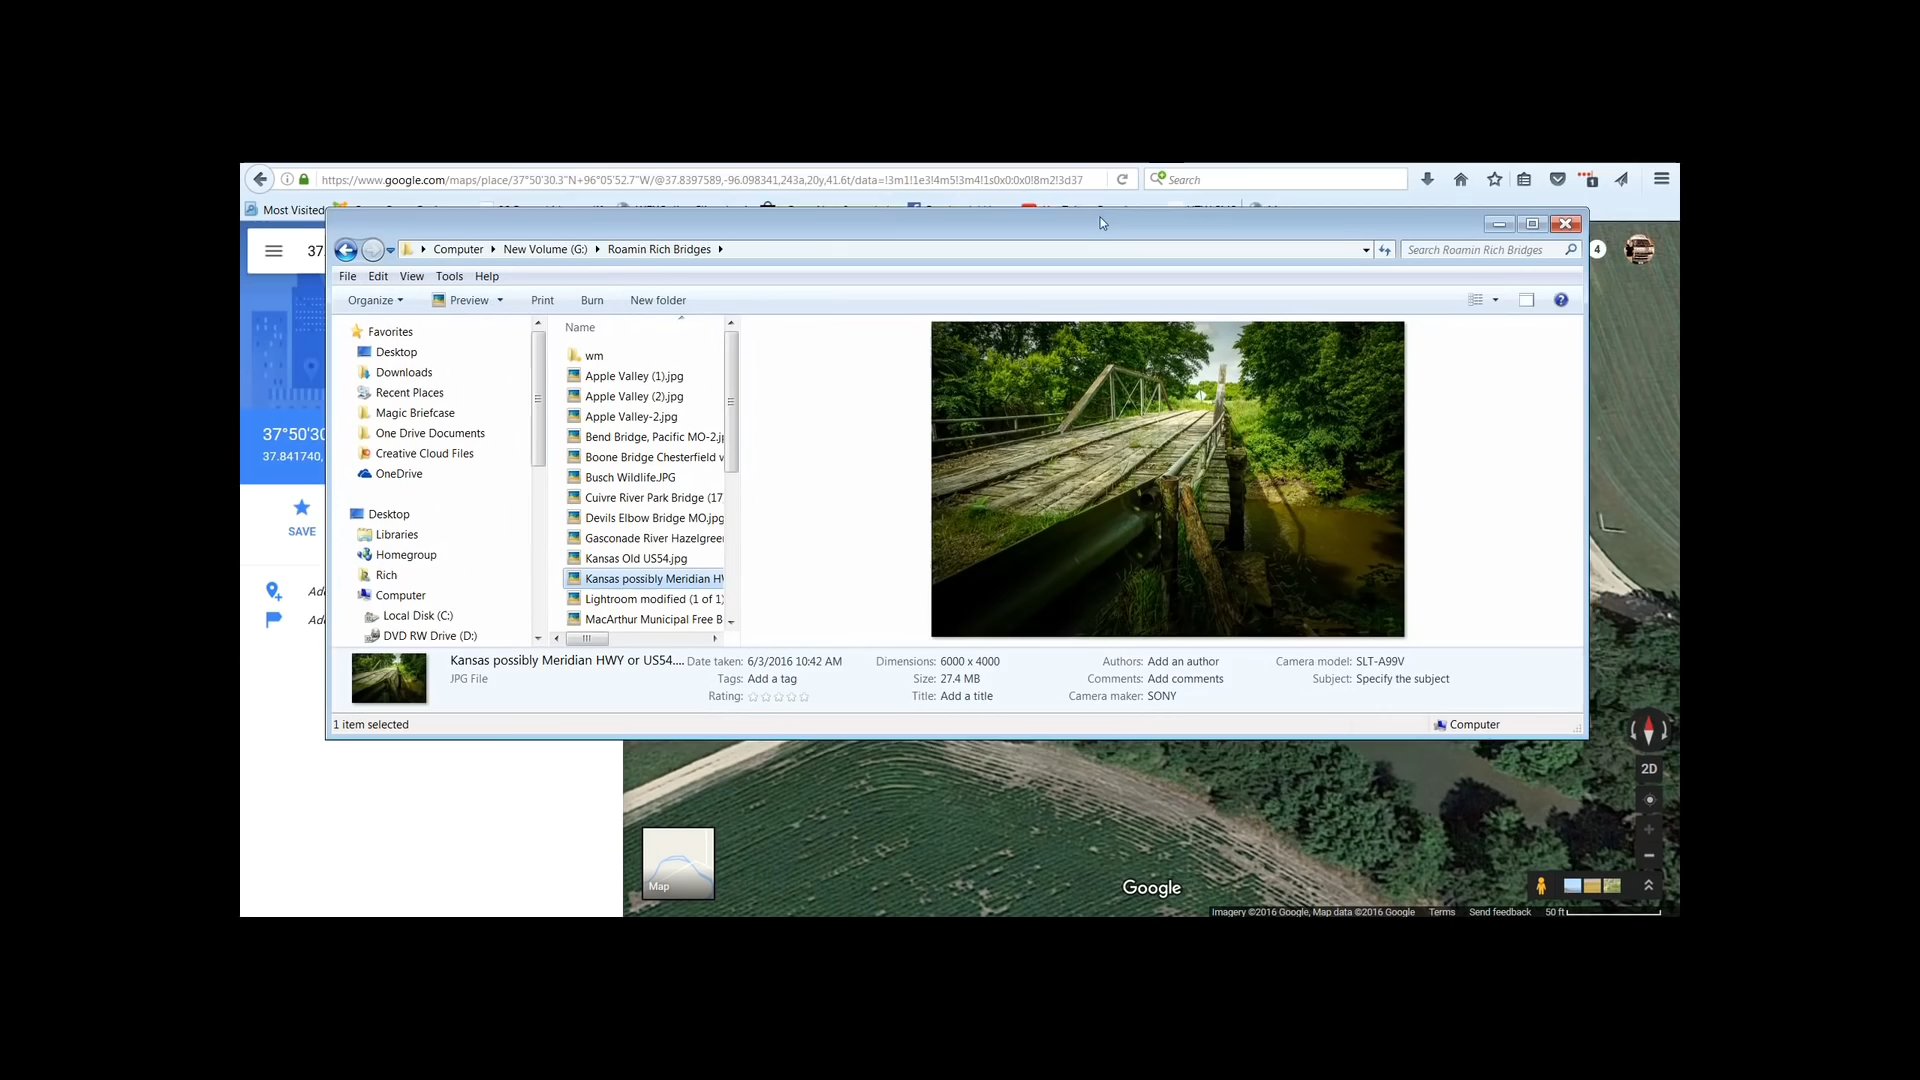 https://www.google.com/maps/place/37°50'30.3"N+96°05'52.7"W/@37.8397589,-96.098341,243a,20y,41.6t/data=!3m1!1e3!4m5!3m4!1s0x0:0x0!8m2!3d37
Search
1
Most Visited
Computer
New Volume (G:)
Roamin Rich Bridges
Search Roamin Rich Bridges
4
37.
File Edit View Tools Help
Organize Preview Print Burn New folder
Favorites
Desktop
Downloads
Recent Places
Magic Briefcase
One Drive Documents
Creative Cloud Files
OneDrive
Desktop
Libraries
Homegroup
Rich
Computer
Local Disk (C:)
DVD RW Drive (D:)
Name
wm
Apple Valley (1).jpg
Apple Valley (2).jpg
Apple Valley-2.jpg
Bend Bridge, Pacific MO-2.j
Boone Bridge Chesterfield
Busch Wildlife.JPG
Cuivre River Park Bridge (17
Devils Elbow Bridge MO.jpg
Gasconade River Hazelgree
Kansas Old US54.jpg
Kansas possibly Meridian H
Lightroom modified (1 of 1)
MacArthur Municipal Free B
37°50'30
37.841740,
SAVE
Kansas possibly Meridian HWY or US54....
JPG File
Date taken: 6/3/2016 10:42 AM
Tags: Add a tag
Rating:
Dimensions: 6000 x 4000
Size: 27.4 MB
Title: Add a title
Authors: Add an author
Comments: Add comments
Camera maker: SONY
Camera model: SLT-A99V
Subject: Specify the subject
1 item selected
Computer
2D
Map
Google
Imagery ©2016 Google, Map data ©2016 Google Terms Send feedback 50 ft